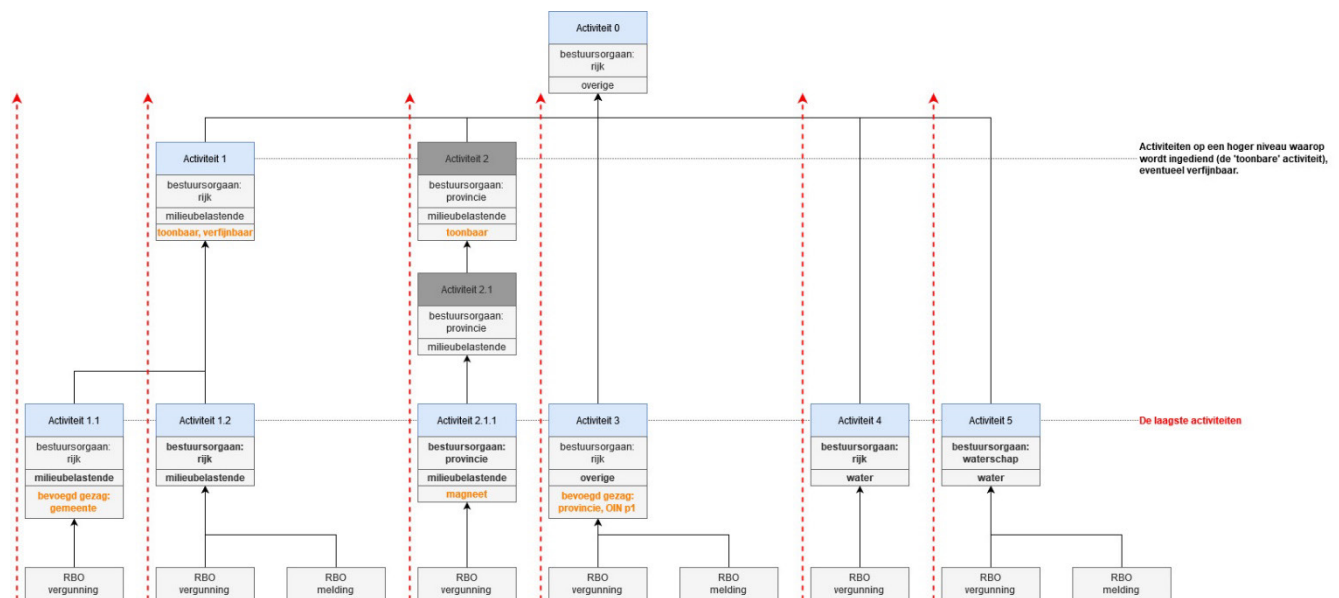 Activiteit 0
bestuursorgaan:
rijk
overige
Activiteit 1
bestuursorgaan:
rijk
milieubelastende
toonbaar, verfijnbaar
Activiteit 2
bestuursorgaan:
provincie
milieubelastende
toonbaar
Activiteiten op een hoger niveau waarop
wordt ingediend (de 'toonbare' activiteit),
eventueel verfijnbaar.
Activiteit 2.1
bestuursorgaan:
provincie
milieubelastende
Activiteit 1.1
bestuursorgaan:
rijk
milieubelastende
bevoegd gezag:
gemeente
Activiteit 1.2
bestuursorgaan:
rijk
milieubelastende
Activiteit 2.1.1
bestuursorgaan:
provincie
milieubelastende
magneet
Activiteit 3
bestuursorgaan:
rijk
overige
bevoegd gezag:
provincie, OIN p1
Activiteit 4
bestuursorgaan:
rijk
water
Activiteit 5
bestuursorgaan:
waterschap
water
De laagste activiteiten
RBO
vergunning
RBO
vergunning
RBO
melding
RBO
vergunning
RBO
vergunning
RBO
melding
RBO
vergunning
RBO
vergunning
RBO
melding